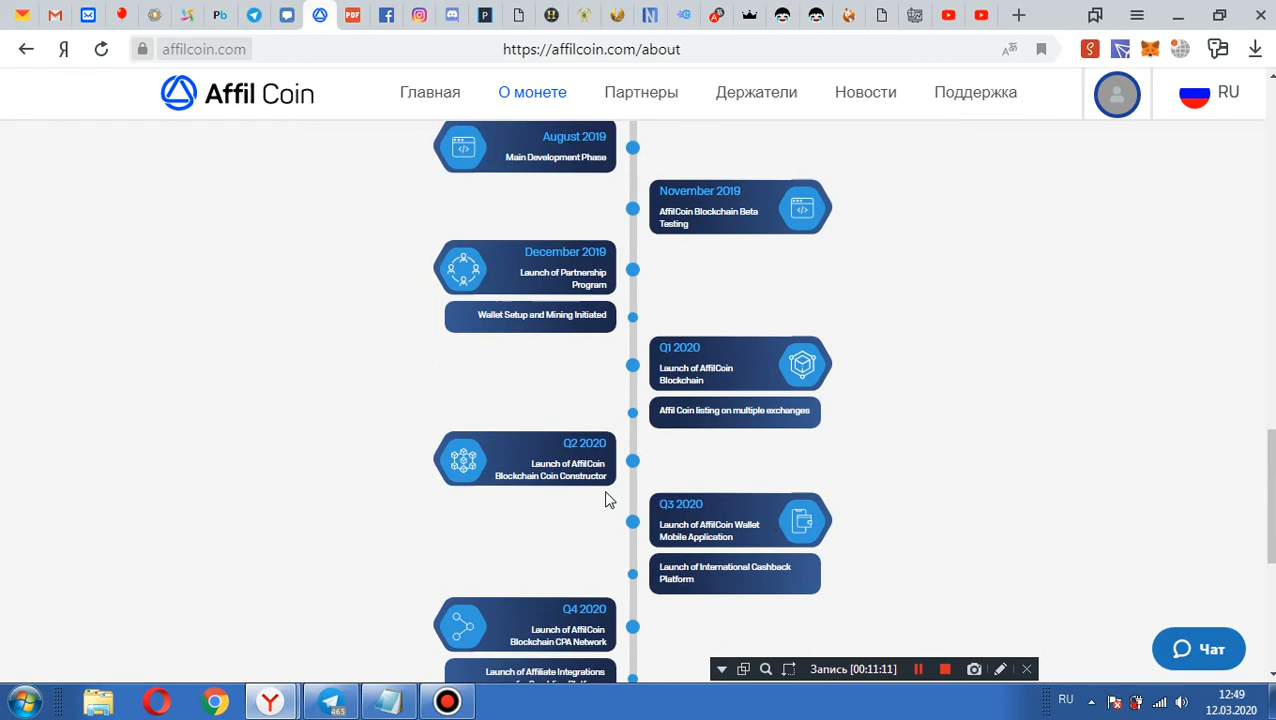 affilcoin.com
https://affilcoin.com/about
Affil Coin
Главная
О монете
Партнеры
Держатели
Новости
Поддержка
RU
August 2019
Main Development Phase
November 2019
AffilCoin Blockchain Beta
Testing
December 2019
Launch of Partnership
Program
Wallet Setup and Mining Initiated
Q1 2020
Launch of AffilCoin
Blockchain
Affil Coin listing on multiple exchanges
Q2 2020
Launch of AffilCoin
Blockchain Coin Constructor
Q3 2020
Launch of AffilCoin Wallet
Mobile Application
Launch of International Cashback
Platform
Q4 2020
Launch of AffilCoin
Blockchain CPA Network
Launch of Affiliate Integrations
Чат
Запись [00:11:11]
RU
12:49
12.03.2020